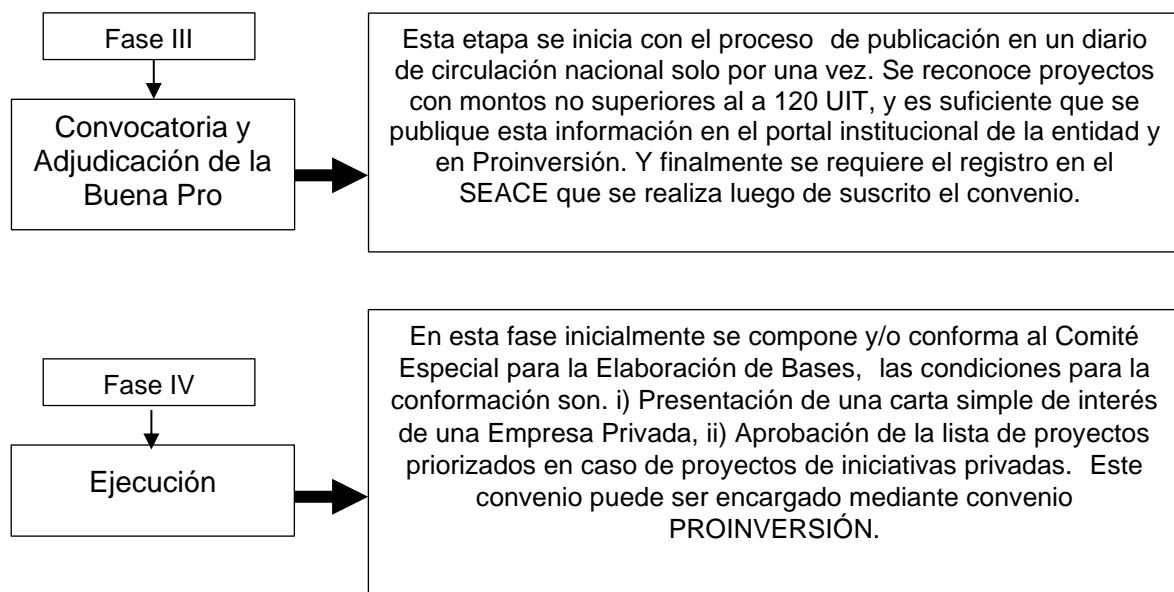 Fase III
Convocatoria y
Adjudicación de la
Buena Pro
Esta etapa se inicia con el proceso de publicación en un diario
de circulación nacional solo por una vez. Se reconoce proyectos
con montos no superiores al a 120 UIT, y es suficiente que se
publique esta información en el portal institucional de la entidad y
en Proinversión. Y finalmente se requiere el registro en el
SEACE que se realiza luego de suscrito el convenio.
Fase IV
Ejecución
En esta fase inicialmente se compone y/o conforma al Comité
Especial para la Elaboración de Bases, las condiciones para la
conformación son. i) Presentación de una carta simple de interés
de una Empresa Privada, ii) Aprobación de la lista de proyectos
priorizados en caso de proyectos de iniciativas privadas. Este
convenio puede ser encargado mediante convenio
PROINVERSIÓN.